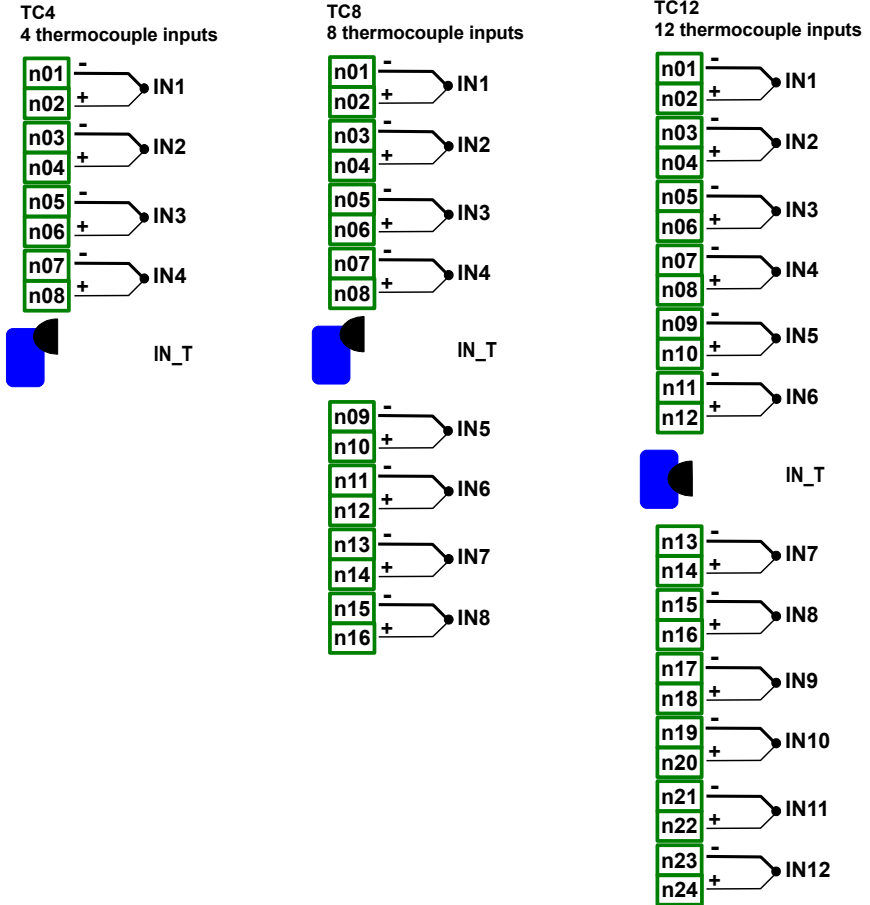 TC4
4 thermocouple inputs
n01 - IN1
n02 +
n03 - IN2
n04 +
n05 - IN3
n06 +
n07 - IN4
n08 +
IN_T
TC8
8 thermocouple inputs
n01 - IN1
n02 +
n03 - IN2
n04 +
n05 - IN3
n06 +
n07 - IN4
n08 +
IN_T
n09 - IN5
n10 +
n11 - IN6
n12 +
n13 - IN7
n14 +
n15 - IN8
n16 +
TC12
12 thermocouple inputs
n01 - IN1
n02 +
n03 - IN2
n04 +
n05 - IN3
n06 +
n07 - IN4
n08 +
n09 - IN5
n10 +
n11 - IN6
n12 +
IN_T
n13 - IN7
n14 +
n15 - IN8
n16 +
n17 - IN9
n18 +
n19 - IN10
n20 +
n21 - IN11
n22 +
n23 - IN12
n24 +